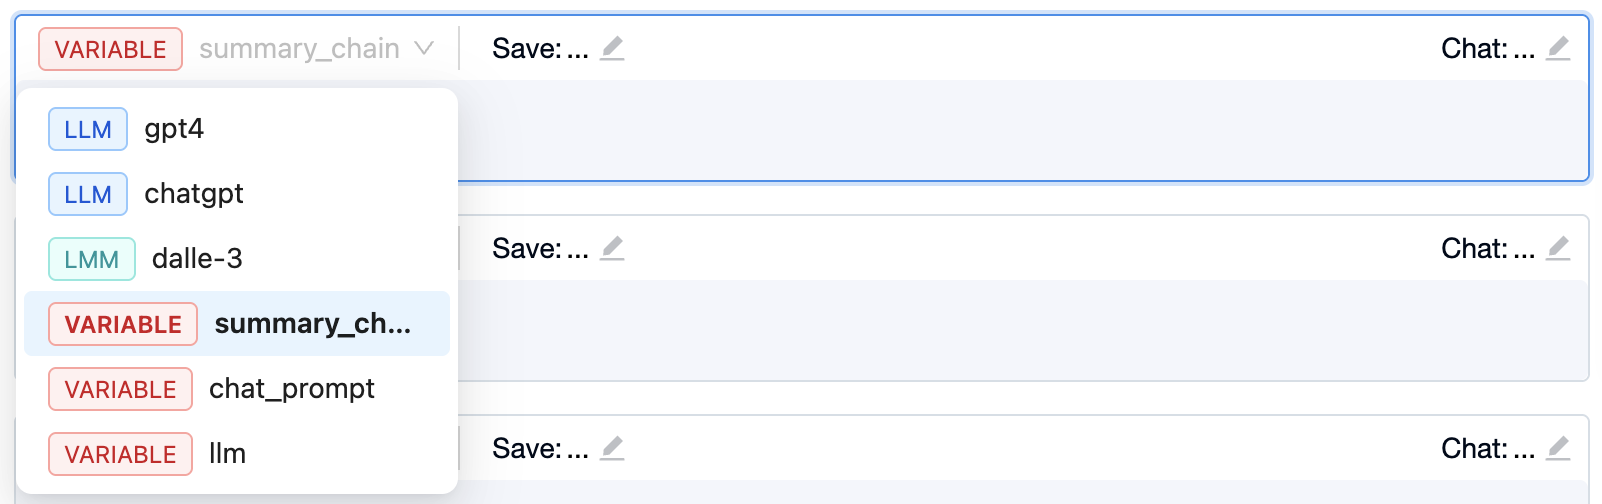 VARIABLE summary_chain Save: ... Chat: ...
LLM gpt4
LLM chatgpt
LMM dalle-3
Save: ... Chat: ...
VARIABLE summary_ch...
VARIABLE chat_prompt
VARIABLE llm
Save: ... Chat: ...